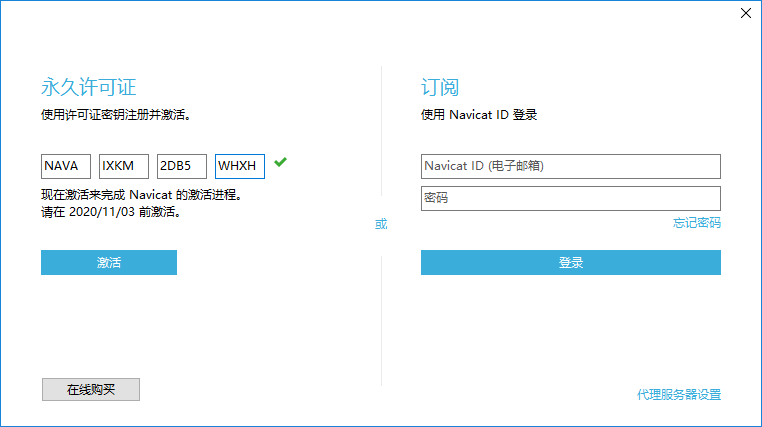 永久许可证
使用许可证密钥注册并激活。
NAVA IXKM 2DB5 WHXH
现在激活来完成 Navicat 的激活进程。
请在 2020/11/03 前激活。
激活
在线购买
或
订阅
使用 Navicat ID 登录
Navicat ID (电子邮箱)
密码
忘记密码
登录
代理服务器设置